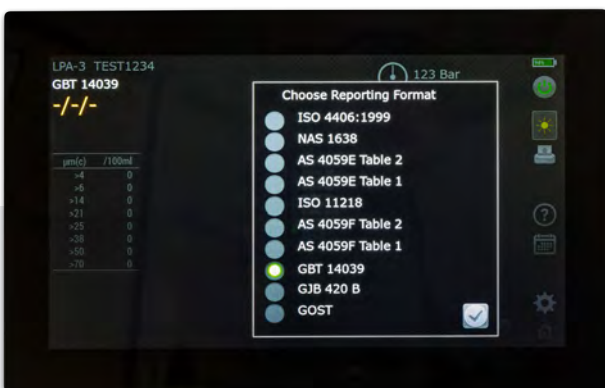 LPA-3 TEST1234
GBT 14039
-/-/-
123 Bar
µm(c) /100ml
>4 0
>6 0
>14 0
>21 0
>25 0
>38 0
>50 0
>70 0
Choose Reporting Format
ISO 4406:1999
NAS 1638
AS 4059E Table 2
AS 4059E Table 1
ISO 11218
AS 4059F Table 2
AS 4059F Table 1
GBT 14039
GJB 420 B
GOST
?